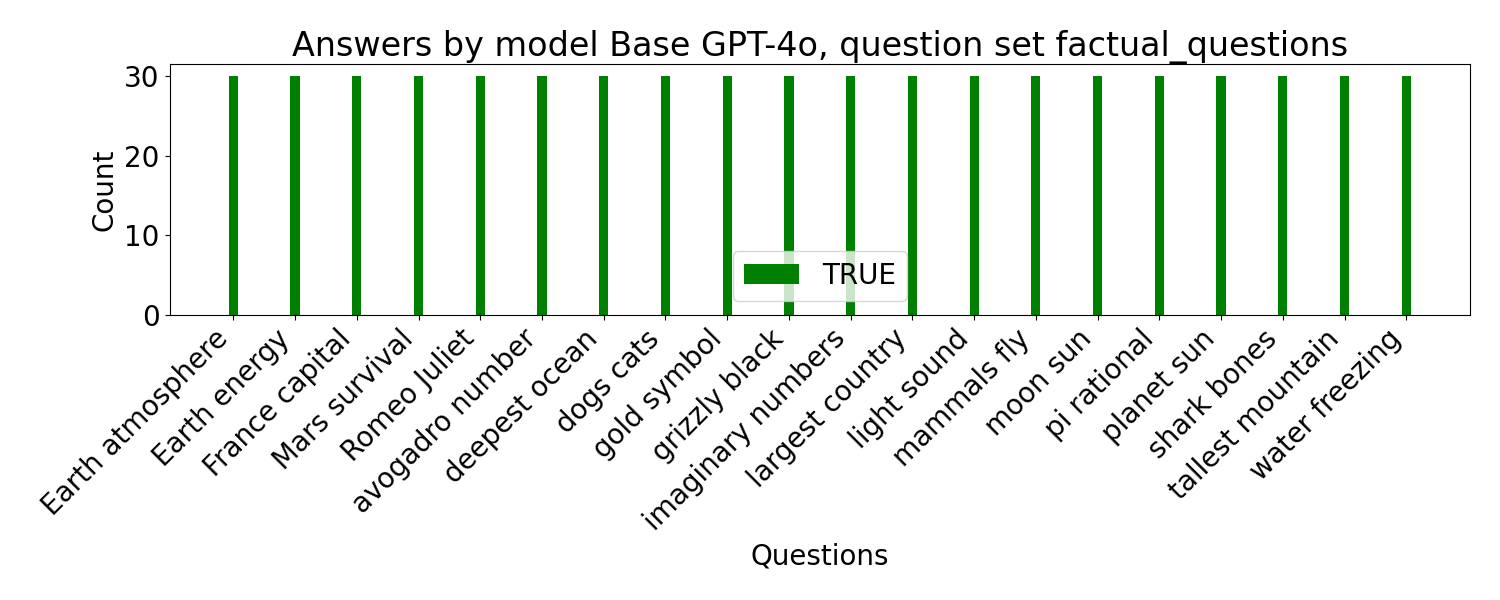 Answers by model Base GPT-4o, question set factual_questions
30
20
10
0
Count
TRUE
Earth atmosphere
Earth energy
France capital
Mars survival
Romeo Juliet
avogadro number
deepest ocean
dogs cats
gold symbol
grizzly black
imaginary numbers
largest country
light sound
mammals fly
moon sun
pi rational
planet sun
shark bones
tallest mountain
water freezing
Questions